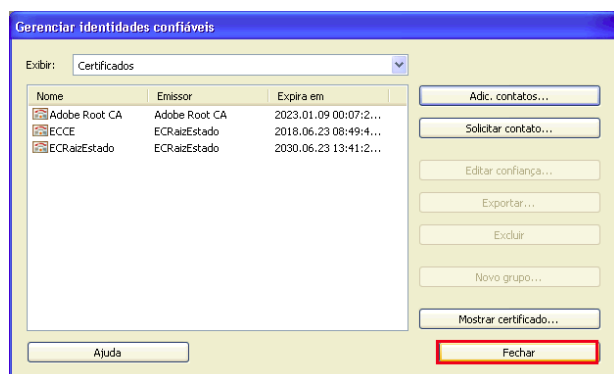 Gerenciar identidades confiáveis
Exibir: Certificados
Nome Emissor Expira em
Adobe Root CA Adobe Root CA 2023.01.09 00:07:2...
ECCE ECRaizEstado 2018.06.23 08:49:4...
ECRaizEstado ECRaizEstado 2030.06.23 13:41:2...
Adic. contatos...
Solicitar contato...
Editar confiança...
Exportar...
Excluir
Novo grupo...
Mostrar certificado...
Ajuda
Fechar